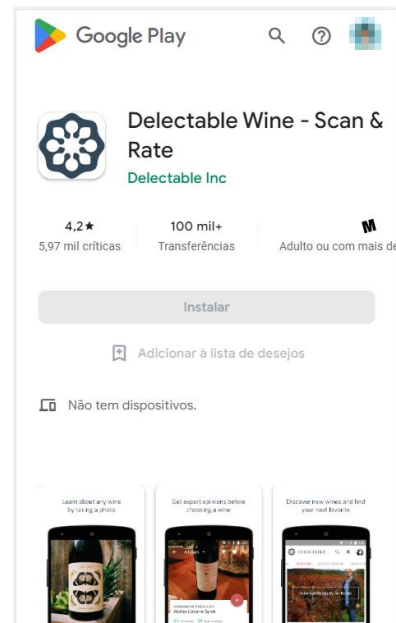 Google Play
Delectable Wine - Scan &
Rate
Delectable Inc
4,2★
5,97 mil críticas
100 mil+
Transferências
M
Adulto ou com mais de
Instalar
Adicionar à lista de desejos
Não tem dispositivos.
Learn about any wine
by taking a photo
Get expert opinions before
choosing a wine
Discover new wines and find
your next favorite